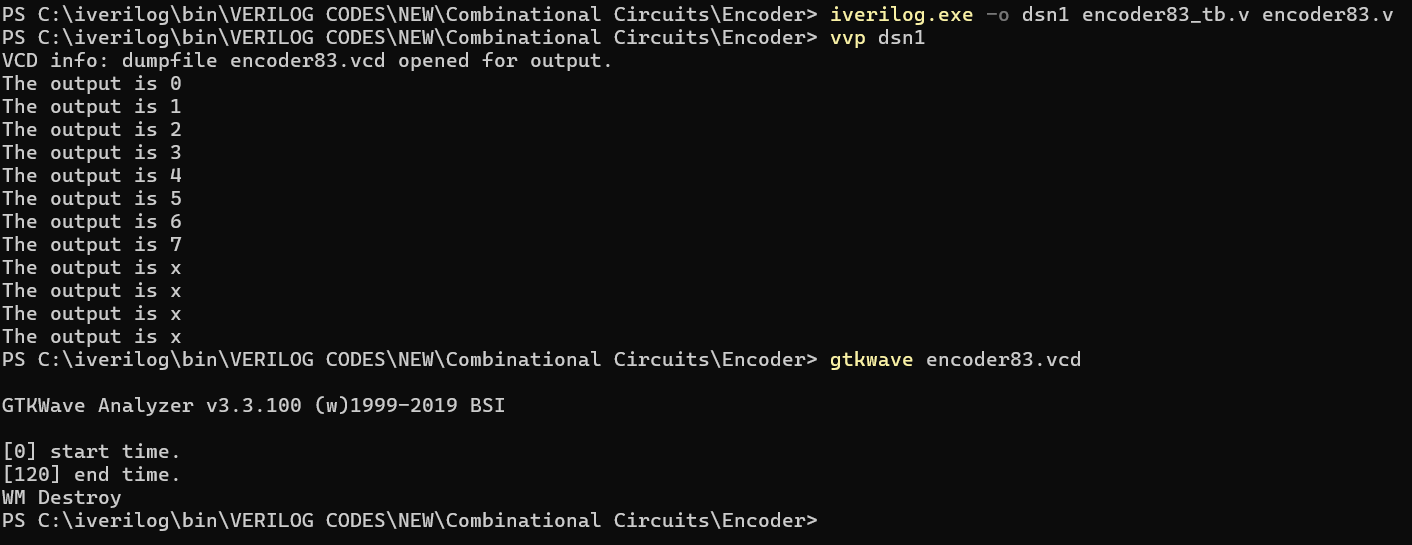 PS C:\iverilog\bin\VERILOG CODES\NEW\Combinational Circuits\Encoder> iverilog.exe -o dsn1 encoder83_tb.v encoder83.v
PS C:\iverilog\bin\VERILOG CODES\NEW\Combinational Circuits\Encoder> vvp dsn1
VCD info: dumpfile encoder83.vcd opened for output.
The output is 0
The output is 1
The output is 2
The output is 3
The output is 4
The output is 5
The output is 6
The output is 7
The output is x
The output is x
The output is x
The output is x
PS C:\iverilog\bin\VERILOG CODES\NEW\Combinational Circuits\Encoder> gtkwave encoder83.vcd
GTKWave Analyzer v3.3.100 (w)1999-2019 BSI
[0] start time.
[120] end time.
WM Destroy
PS C:\iverilog\bin\VERILOG CODES\NEW\Combinational Circuits\Encoder>